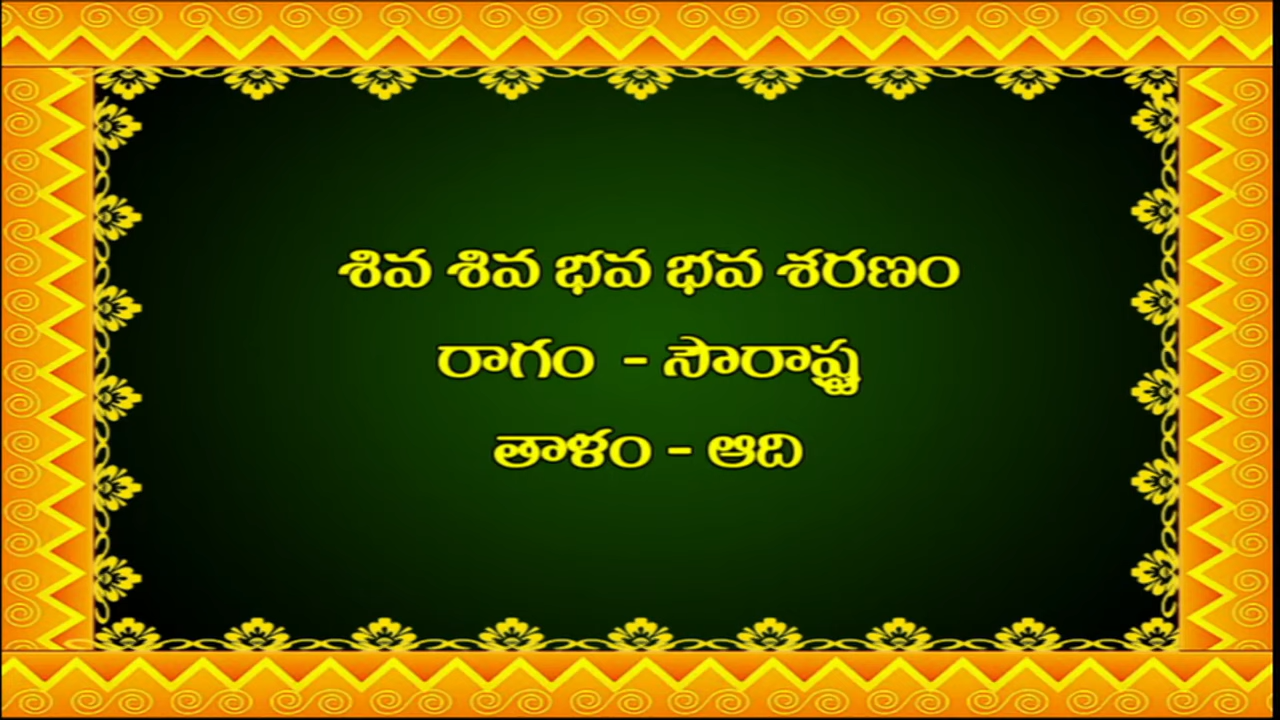 శివ శివ భవ భవ శరణం
రాగం - సౌరాష్ణ
తాళం - ఆది